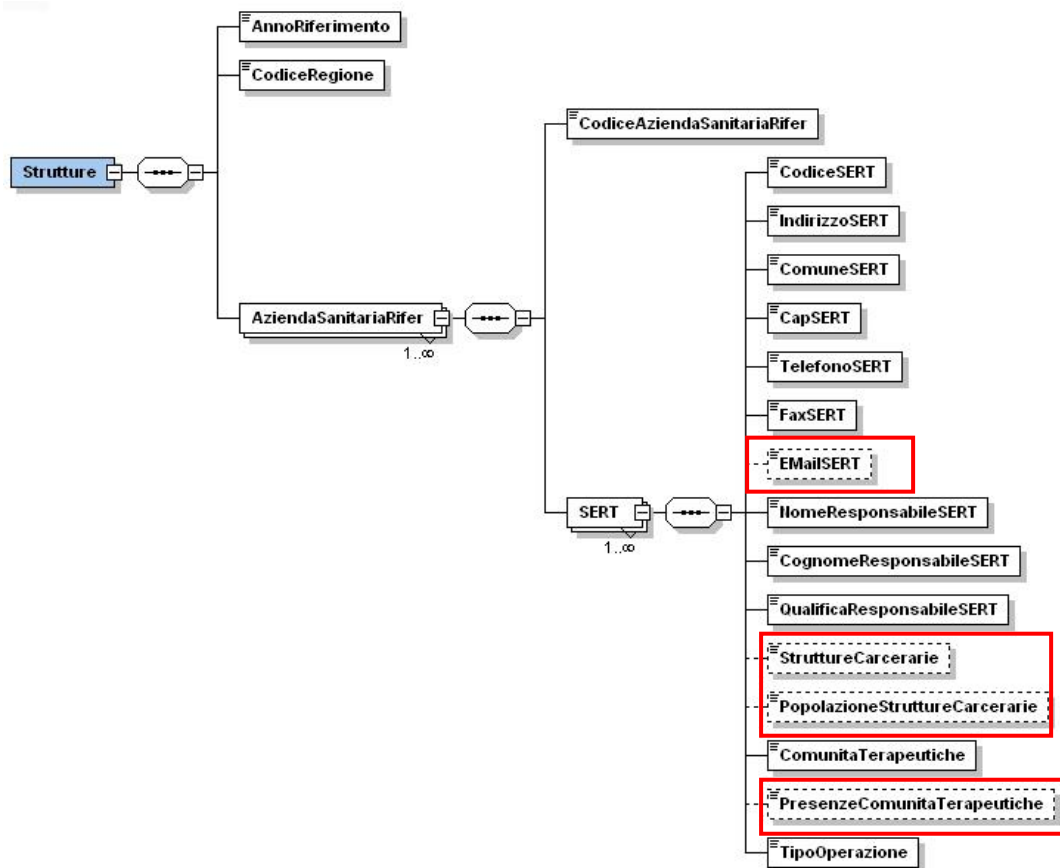 AnnoRiferimento
CodiceRegione
CodiceAziendaSanitariaRifer
Strutture
CodiceSERT
IndirizzoSERT
ComuneSERT
AziendaSanitariaRifer
1..∞
CapSERT
TelefonoSERT
FaxSERT
EMailSERT
SERT
1..∞
NomeResponsabileSERT
CognomeResponsabileSERT
QualificaResponsabileSERT
StruttureCarcerarie
PopolazioneStruttureCarcerarie
ComunitaTerapeutiche
PresenzeComunitaTerapeutiche
TipoOperazione